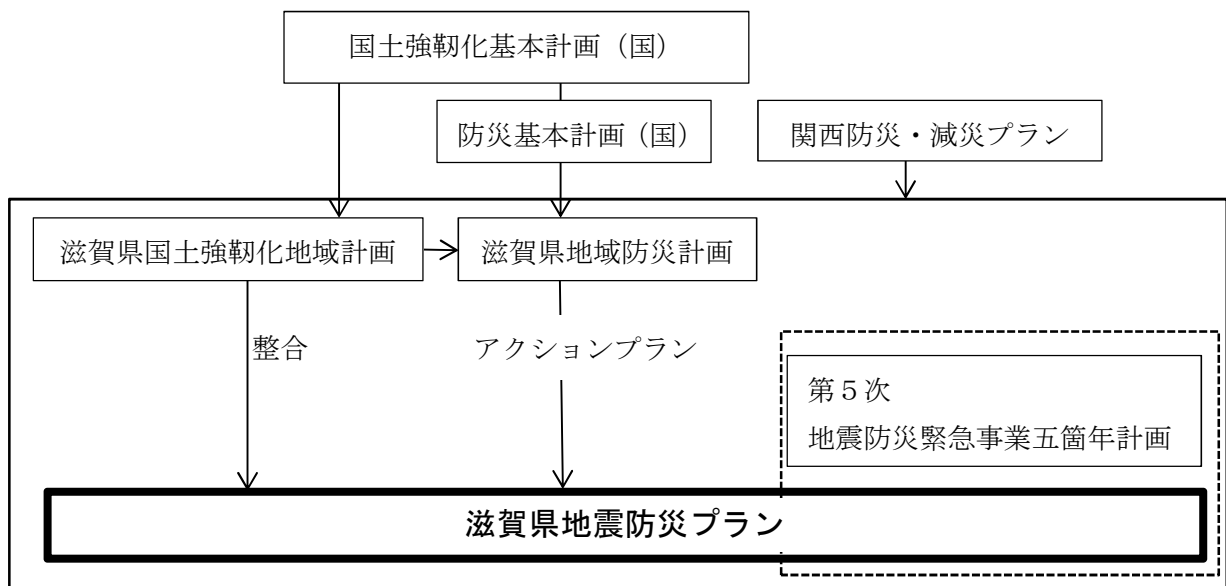 国土強靭化基本計画（国）
防災基本計画（国）
関西防災・減災プラン
滋賀県国土強靭化地域計画
滋賀県地域防災計画
整合
アクションプラン
第５次
地震防災緊急事業五箇年計画
滋賀県地震防災プラン